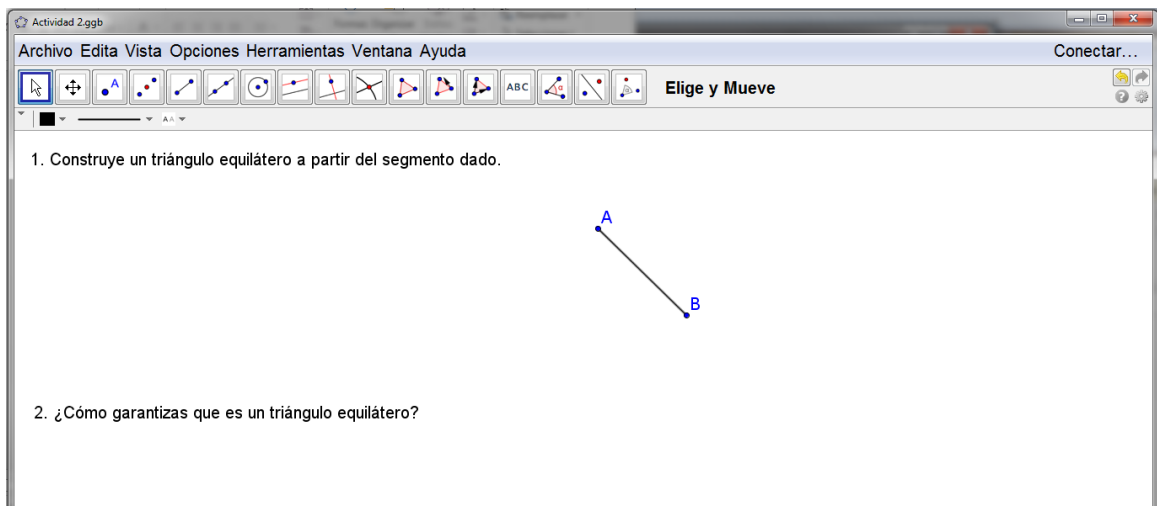 Actividad 2.ggb
Archivo Edita Vista Opciones Herramientas Ventana Ayuda Conectar...
A ABC α α Elige y Mueve
A A
1. Construye un triángulo equilátero a partir del segmento dado.
A
B
2. ¿Cómo garantizas que es un triángulo equilátero?